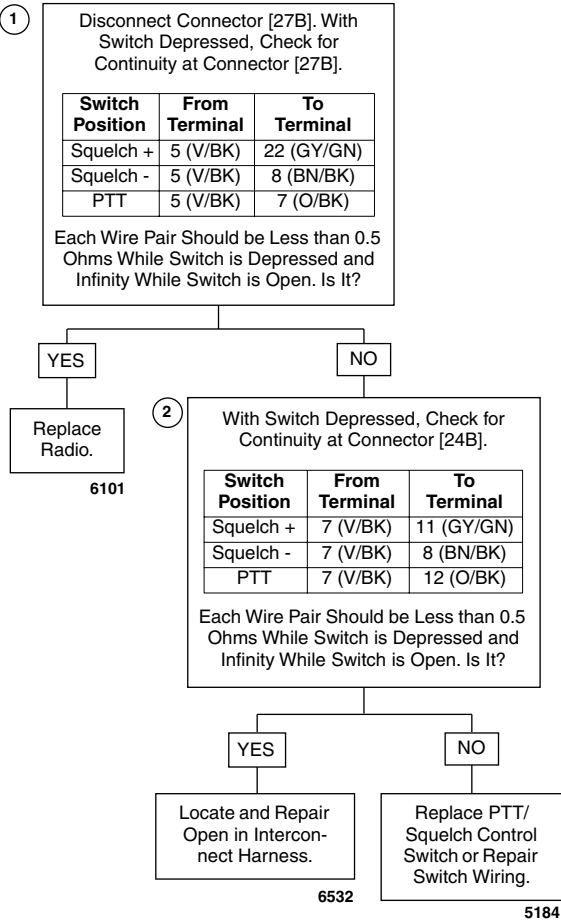 1
Disconnect Connector [27B]. With
Switch Depressed, Check for
Continuity at Connector [27B].
Switch Position From Terminal To Terminal
Squelch + 5 (V/BK) 22 (GY/GN)
Squelch - 5 (V/BK) 8 (BN/BK)
PTT 5 (V/BK) 7 (O/BK)
Each Wire Pair Should be Less than 0.5
Ohms While Switch is Depressed and
Infinity While Switch is Open. Is It?
YES
NO
Replace
Radio.
6101
2
With Switch Depressed, Check for
Continuity at Connector [24B].
Switch Position From Terminal To Terminal
Squelch + 7 (V/BK) 11 (GY/GN)
Squelch - 7 (V/BK) 8 (BN/BK)
PTT 7 (V/BK) 12 (O/BK)
Each Wire Pair Should be Less than 0.5
Ohms While Switch is Depressed and
Infinity While Switch is Open. Is It?
YES
NO
Locate and Repair
Open in Intercon-
nect Harness.
6532
Replace PTT/
Squelch Control
Switch or Repair
Switch Wiring.
5184